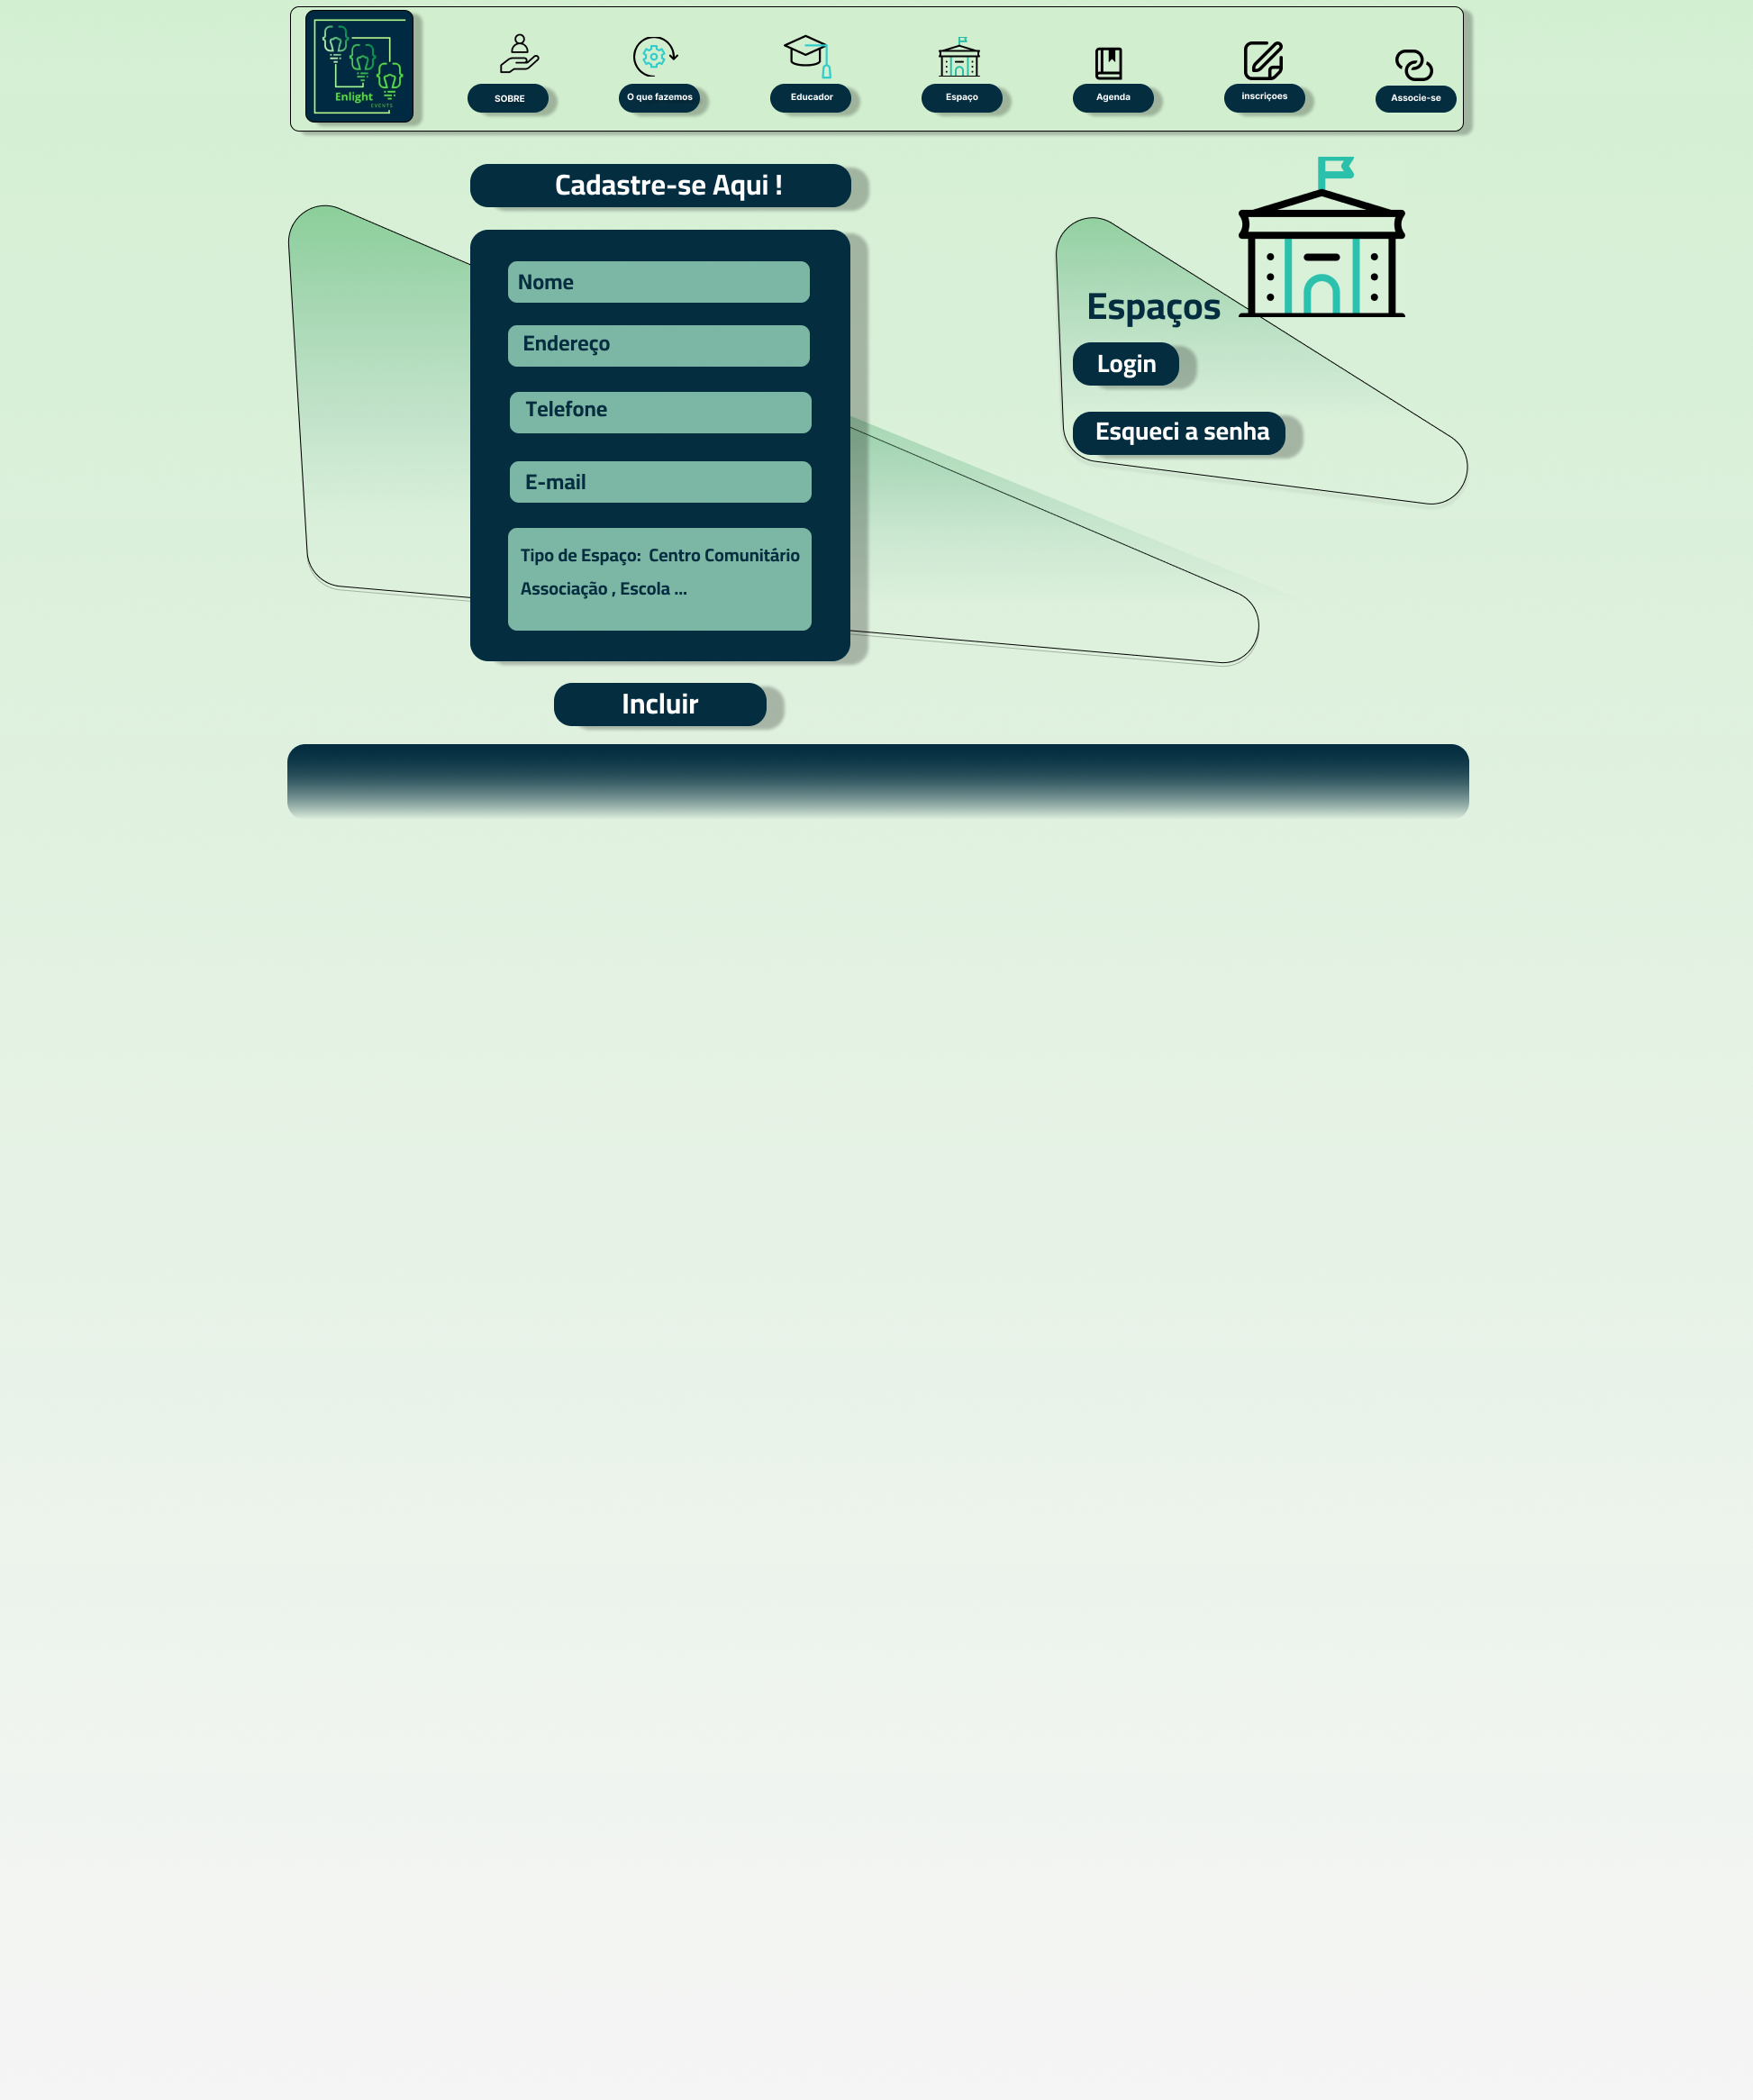 Enlight
EVENTS
SOBRE
O que fazemos
Educador
Espaço
Agenda
inscriçoes
Associe-se
Cadastre-se Aqui !
Nome
Endereço
Telefone
E-mail
Tipo de Espaço:  Centro Comunitário
Associação , Escola ...
Incluir
Espaços
Login
Esqueci a senha